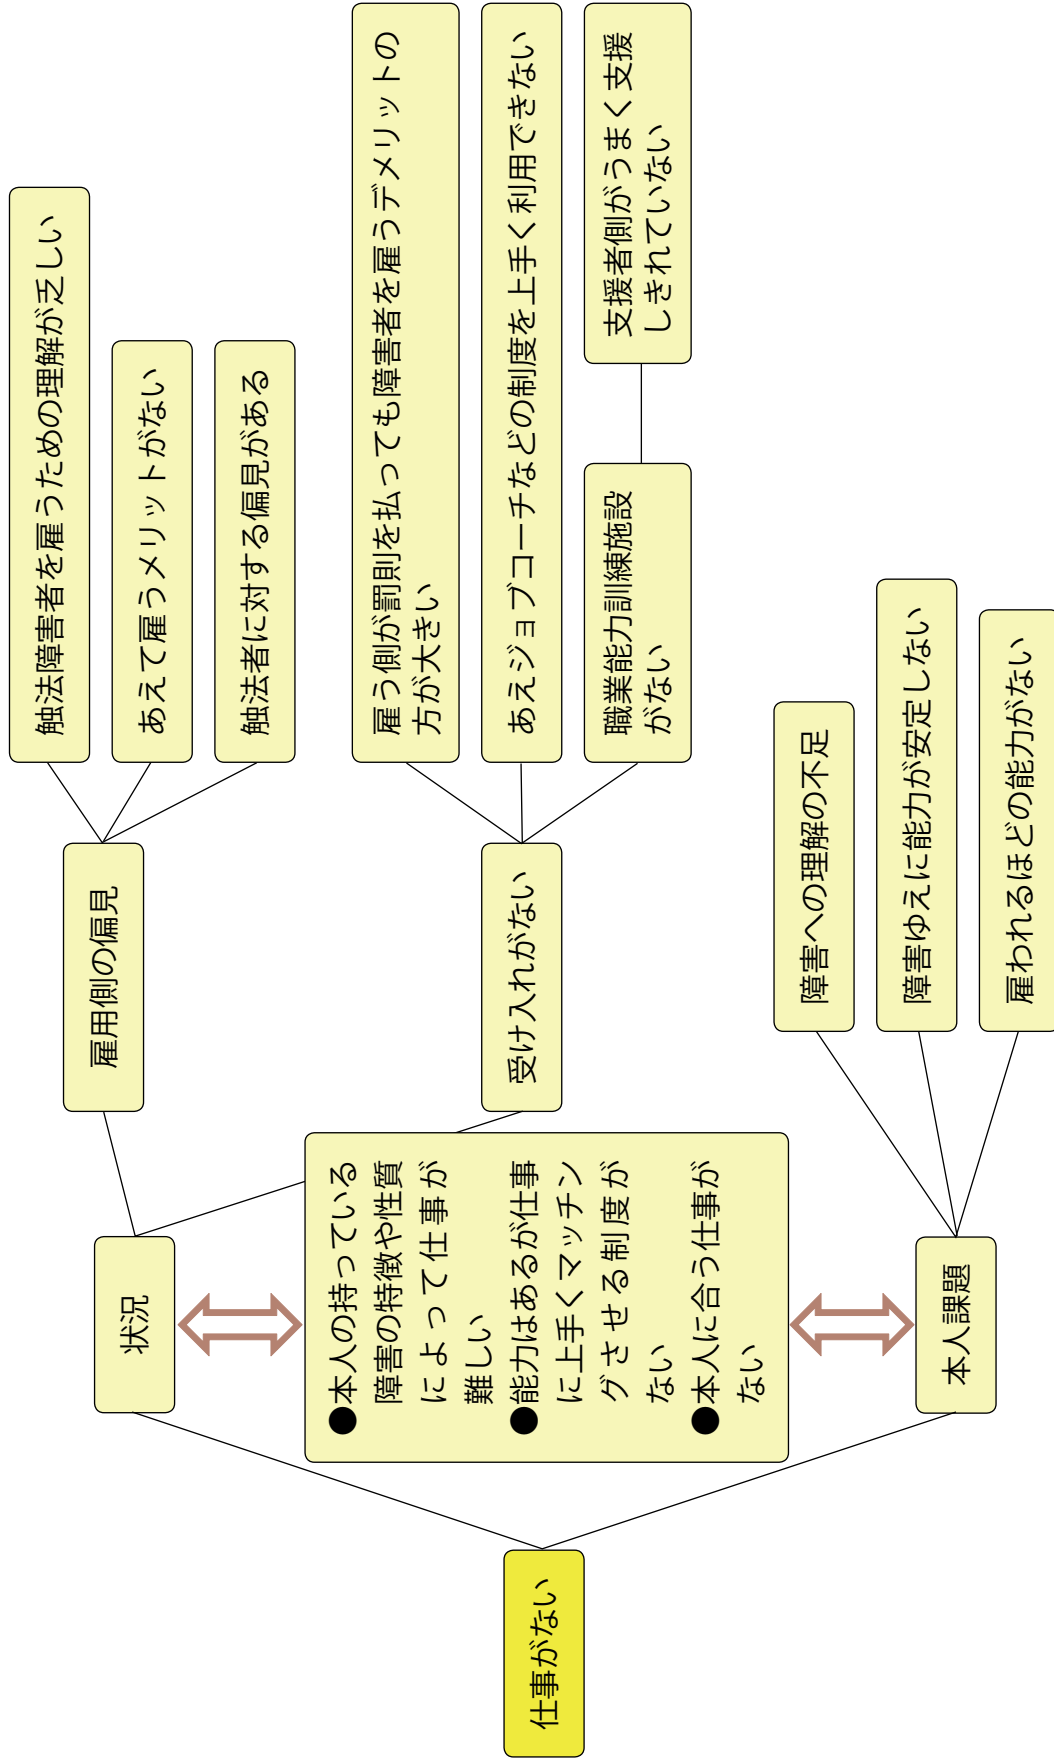 仕事がない
状況
●本人の持っている
障害の特徴や性質
によって仕事が
難しい
●能力はあるが仕事
に上手くマッチン
グさせる制度が
ない
●本人に合う仕事が
ない
本人課題
雇用側の偏見
触法障害者を雇うための理解が乏しい
あえて雇うメリットがない
触法者に対する偏見がある
受け入れがない
雇う側が罰則を払っても障害者を雇うデメリットの
方が大きい
あえジョブコーチなどの制度を上手く利用できない
職業能力訓練施設
がない
支援者側がうまく支援
しきれていない
障害への理解の不足
障害ゆえに能力が安定しない
雇われるほどの能力がない